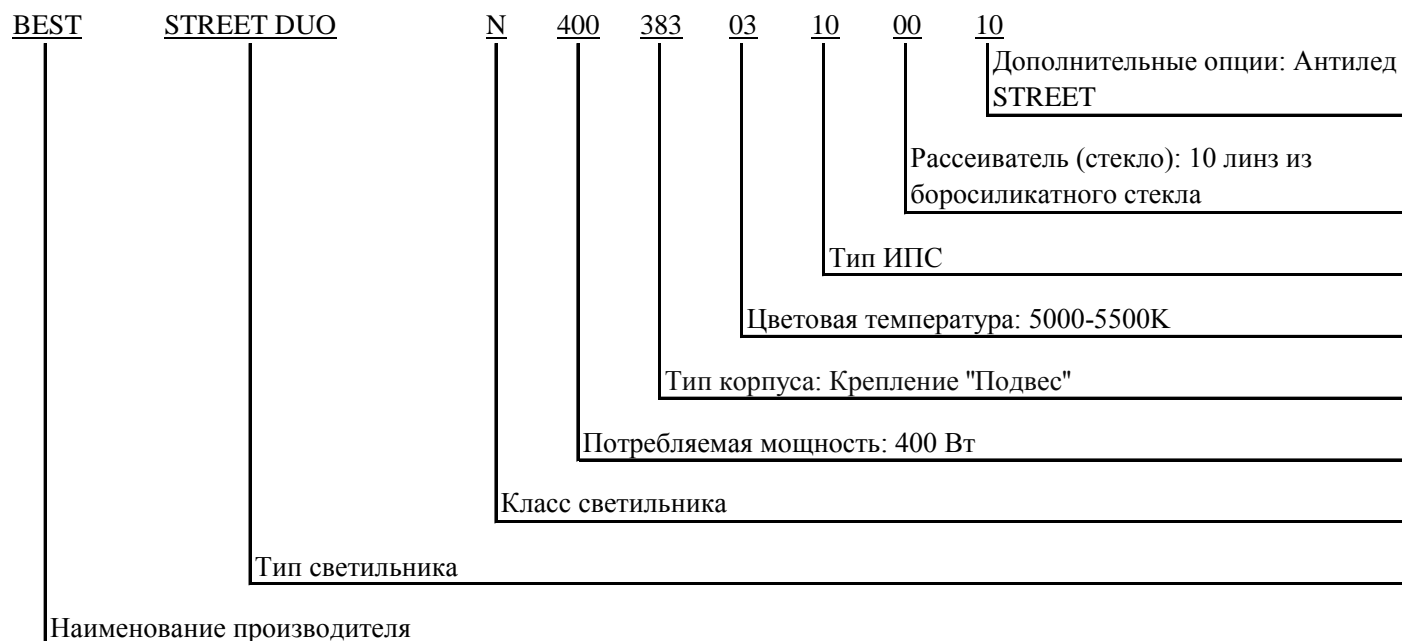 BEST STREET DUO N 400 383 03 10 00 10
Дополнительные опции: Антилед
STREET
Рассеиватель (стекло): 10 линз из
боросиликатного стекла
Тип ИПС
Цветовая температура: 5000-5500K
Тип корпуса: Крепление "Подвес"
Потребляемая мощность: 400 Вт
Класс светильника
Тип светильника
Наименование производителя